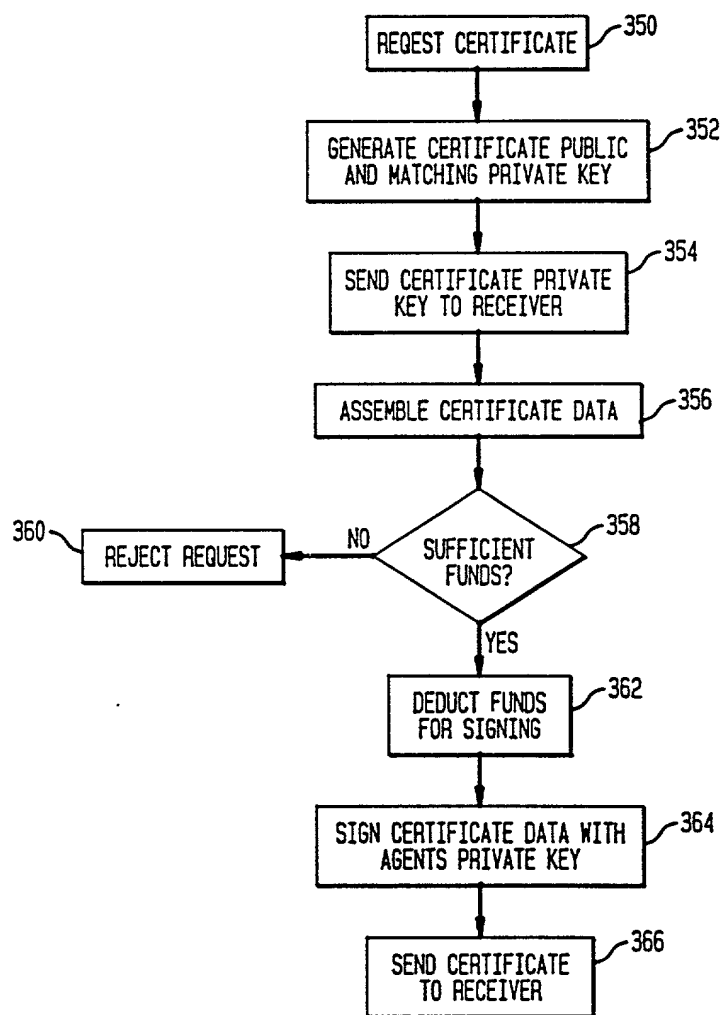 REQEST CERTIFICATE
350
GENERATE CERTIFICATE PUBLIC
AND MATCHING PRIVATE KEY
352
SEND CERTIFICATE PRIVATE
KEY TO RECEIVER
354
ASSEMBLE CERTIFICATE DATA
356
SUFFICIENT
FUNDS?
358
NO
360
REJECT REQUEST
YES
DEDUCT FUNDS
FOR SIGNING
362
SIGN CERTIFICATE DATA WITH
AGENTS PRIVATE KEY
364
SEND CERTIFICATE
TO RECEIVER
366